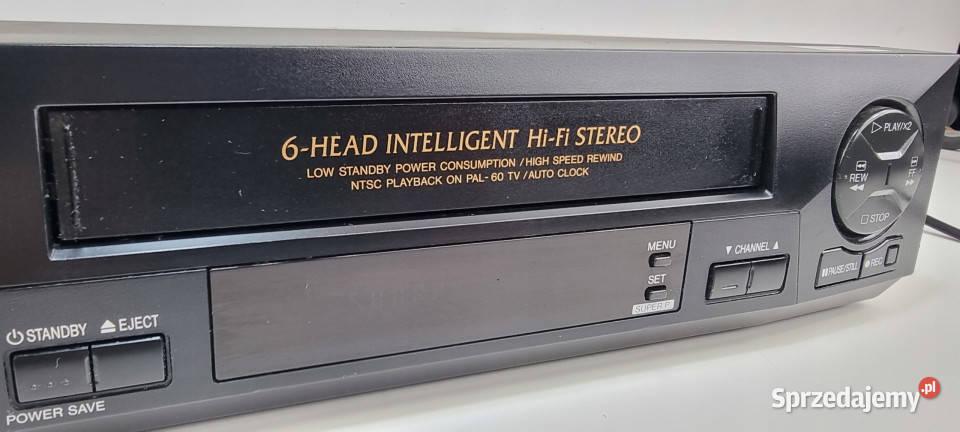 6-HEAD INTELLIGENT Hi-Fi STEREO
LOW STANDBY POWER CONSUMPTION / HIGH SPEED REWIND
NTSC PLAYBACK ON PAL-60 TV / AUTO CLOCK
PLAY/X2
REW
FF
STOP
PAUSE/STILL
REC
MENU
SET
SUPER P
CHANNEL
STANDBY
EJECT
POWER SAVE
Sprzedajemy.pl